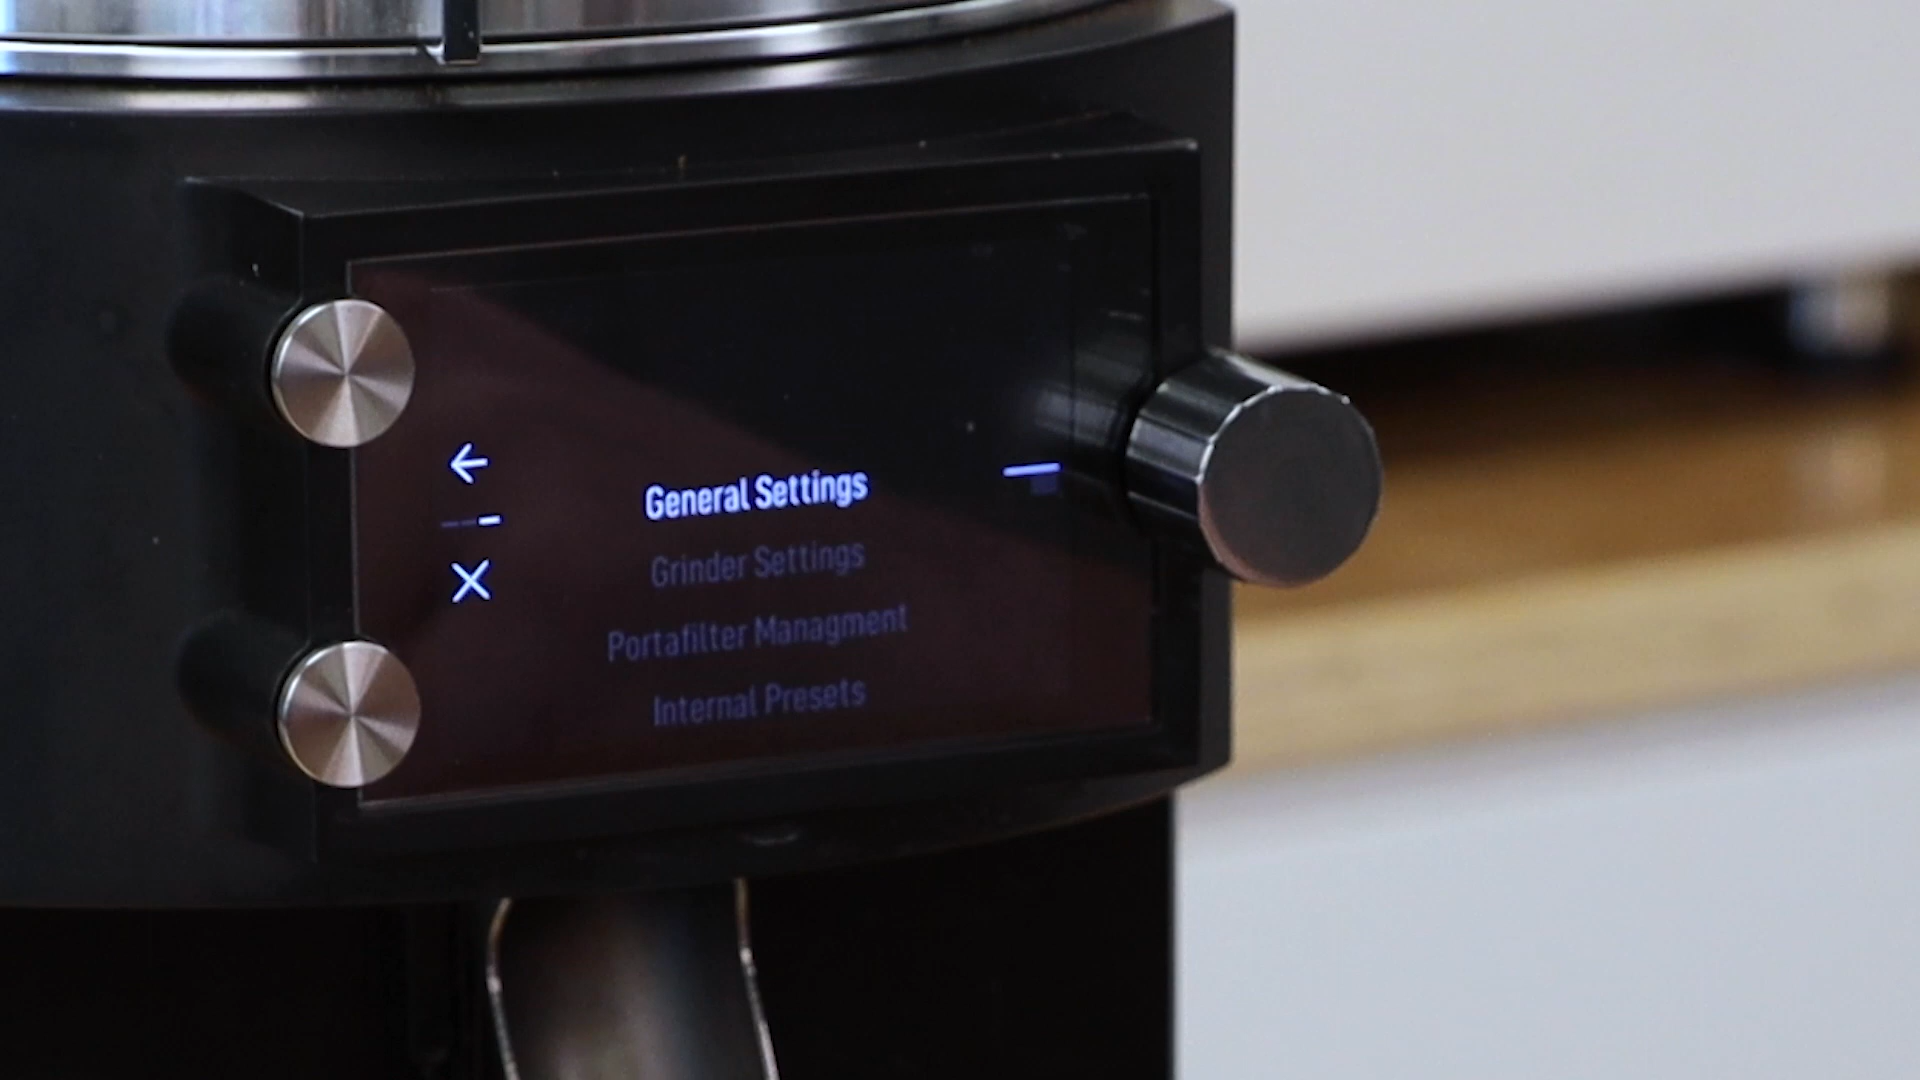 General Settings
Grinder Settings
Portafilter Managment
Internal Presets